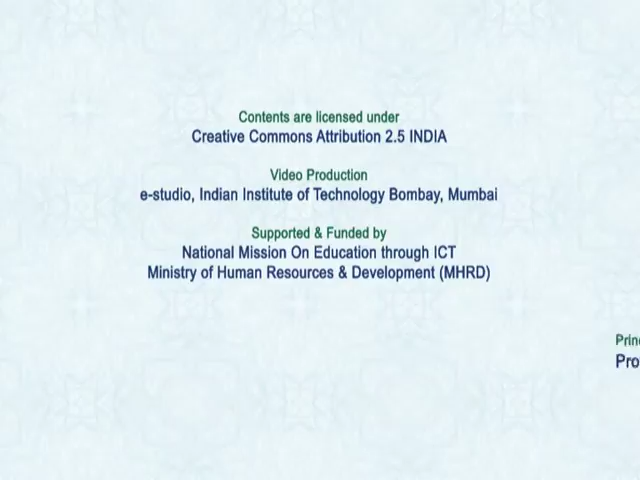 Contents are licensed under
Creative Commons Attribution 2.5 INDIA
Video Production
e-studio, Indian Institute of Technology Bombay, Mumbai
Supported & Funded by
National Mission On Education through ICT
Ministry of Human Resources & Development (MHRD)